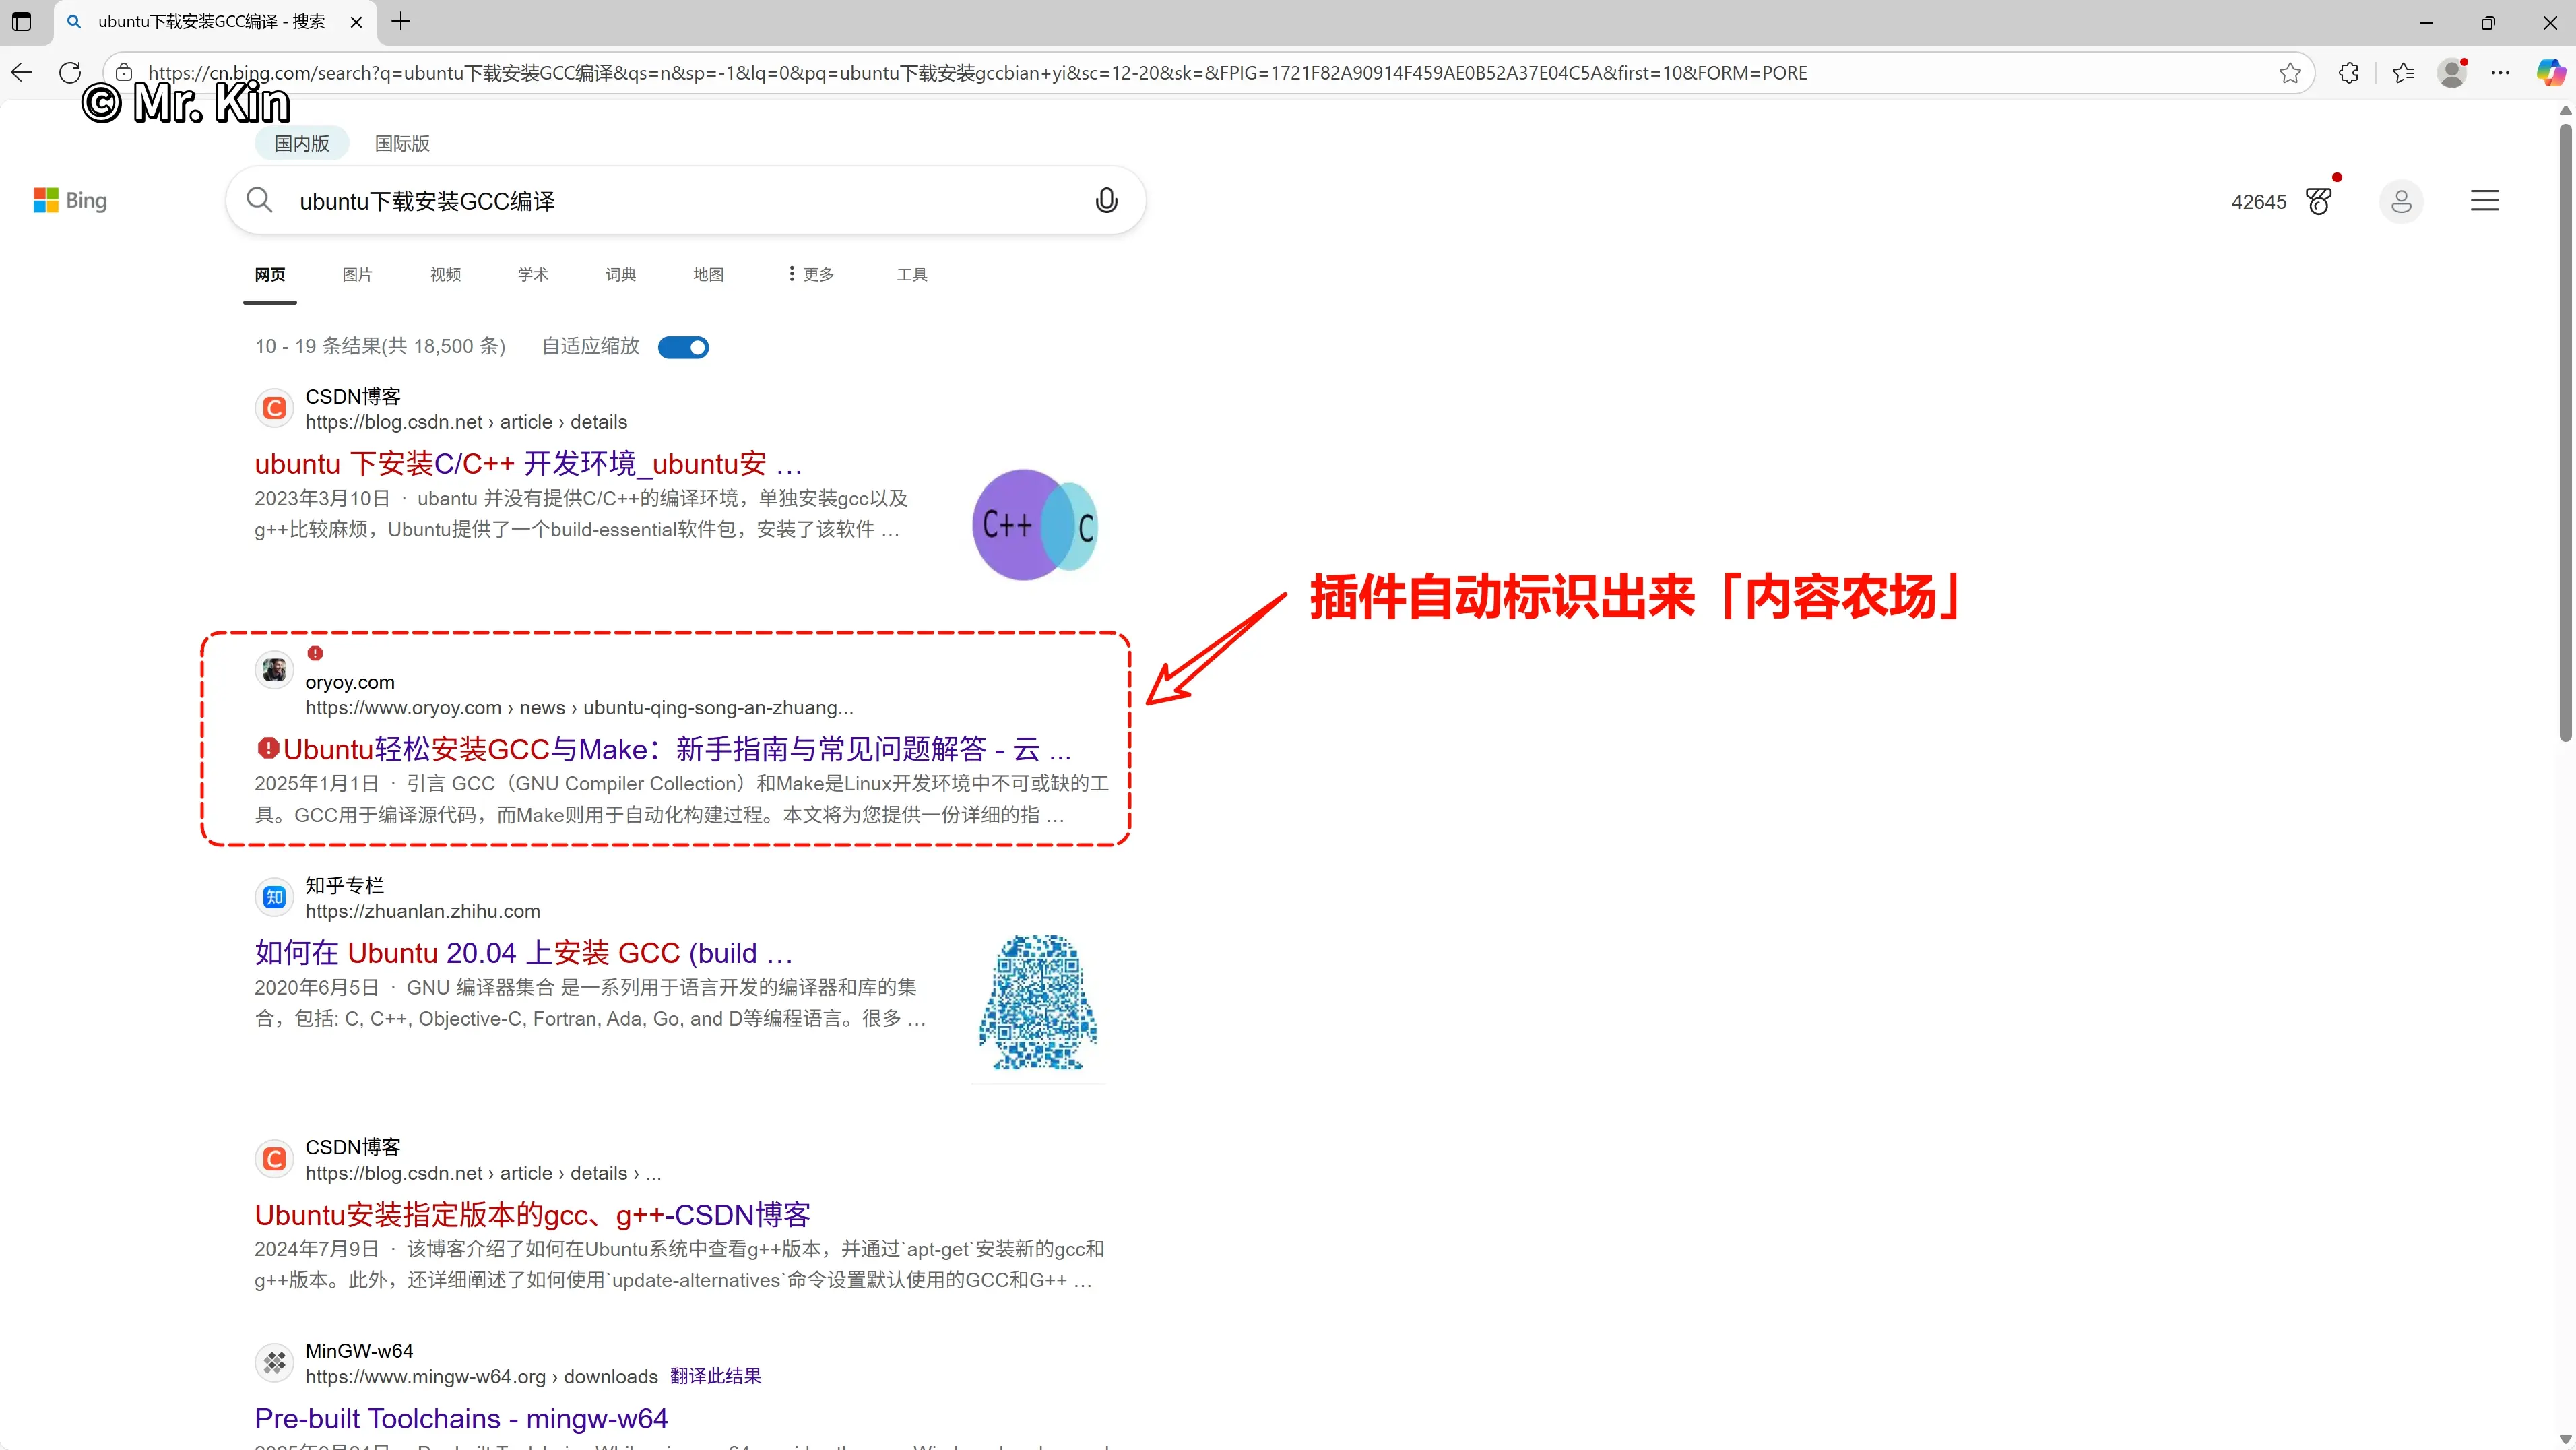 ubuntu下载安装GCC编译 - 搜索
https://cn.bing.com/search?q=ubuntu下载安装GCC编译&qs=n&sp=-1&lq=0&pq=ubuntu下载安装gccbian+yi&sc=12-20&sk=&FPIG=1721F82A90914F459AE0B52A37E04C5A&first=10&FORM=PORE
© Mr. Kin
国内版 国际版
Bing
ubuntu下载安装GCC编译
42645
网页 图片 视频 学术 词典 地图 更多 工具
10 - 19 条结果(共 18,500 条) 自适应缩放
CSDN博客
https://blog.csdn.net › article › details
ubuntu 下安装C/C++ 开发环境_ubuntu安 …
2023年3月10日 · ubantu 并没有提供C/C++的编译环境，单独安装gcc以及
g++比较麻烦，Ubuntu提供了一个build-essential软件包，安装了该软件 …
C++ C
插件自动标识出来「内容农场」
oryoy.com
https://www.oryoy.com › news › ubuntu-qing-song-an-zhuang...
Ubuntu轻松安装GCC与Make：新手指南与常见问题解答 - 云 ...
2025年1月1日 · 引言 GCC（GNU Compiler Collection）和Make是Linux开发环境中不可或缺的工
具。GCC用于编译源代码，而Make则用于自动化构建过程。本文将为您提供一份详细的指 …
知
知乎专栏
https://zhuanlan.zhihu.com
如何在 Ubuntu 20.04 上安装 GCC (build …
2020年6月5日 · GNU 编译器集合 是一系列用于语言开发的编译器和库的集
合，包括: C, C++, Objective-C, Fortran, Ada, Go, and D等编程语言。很多 …
CSDN博客
https://blog.csdn.net › article › details › ...
Ubuntu安装指定版本的gcc、g++-CSDN博客
2024年7月9日 · 该博客介绍了如何在Ubuntu系统中查看g++版本，并通过`apt-get`安装新的gcc和
g++版本。此外，还详细阐述了如何使用`update-alternatives`命令设置默认使用的GCC和G++ …
MinGW-w64
https://www.mingw-w64.org › downloads 翻译此结果
Pre-built Toolchains - mingw-w64